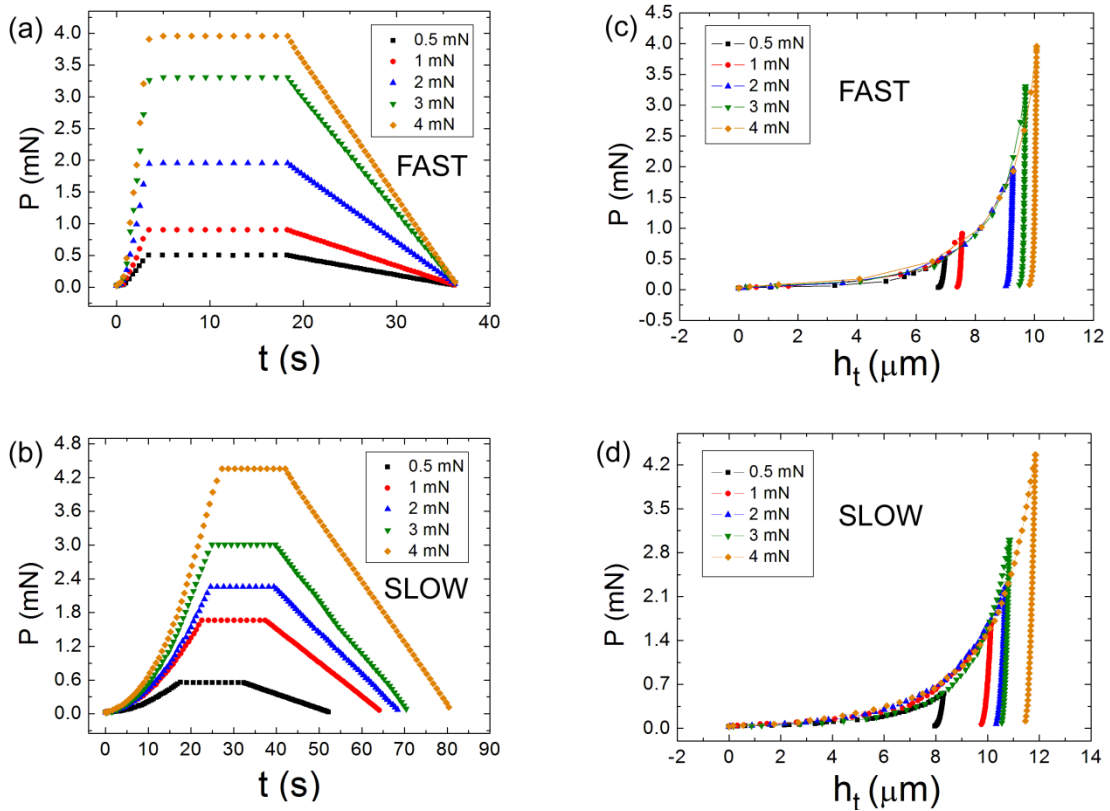 (a)
4.0
3.5
3.0
2.5
2.0
1.5
1.0
0.5
0.0
P (mN)
0.5 mN
1 mN
2 mN
3 mN
4 mN
FAST
0 10 20 30 40
t (s)
(c)
4.5
4.0
3.5
3.0
2.5
2.0
1.5
1.0
0.5
0.0
-0.5
P (mN)
0.5 mN
1 mN
2 mN
3 mN
4 mN
FAST
-2 0 2 4 6 8 10 12
hₜ (μm)
(b)
4.8
4.2
3.6
3.0
2.4
1.8
1.2
0.6
0.0
P (mN)
0.5 mN
1 mN
2 mN
3 mN
4 mN
SLOW
0 10 20 30 40 50 60 70 80 90
t (s)
(d)
4.2
3.5
2.8
2.1
1.4
0.7
0.0
P (mN)
0.5 mN
1 mN
2 mN
3 mN
4 mN
SLOW
-2 0 2 4 6 8 10 12 14
hₜ (μm)